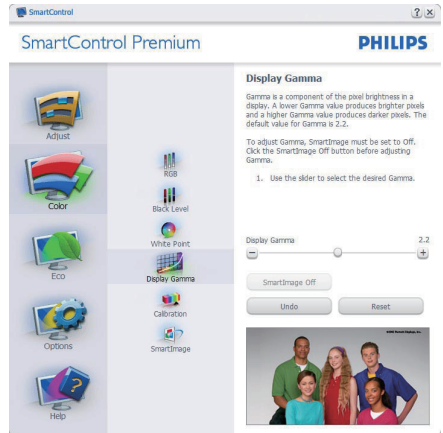 SmartControl
SmartControl Premium
PHILIPS
Adjust
Color
Eco
Options
Help
RGB
Black Level
White Point
Display Gamma
Calibration
SmartImage
Display Gamma
Gamma is a component of the pixel brightness in a
display. A lower Gamma value produces brighter pixels
and a higher Gamma value produces darker pixels. The
default value for Gamma is 2.2.
To adjust Gamma, SmartImage must be set to Off.
Click the SmartImage Off button before adjusting
Gamma.
1. Use the slider to select the desired Gamma.
Display Gamma 2.2
SmartImage Off
Undo Reset